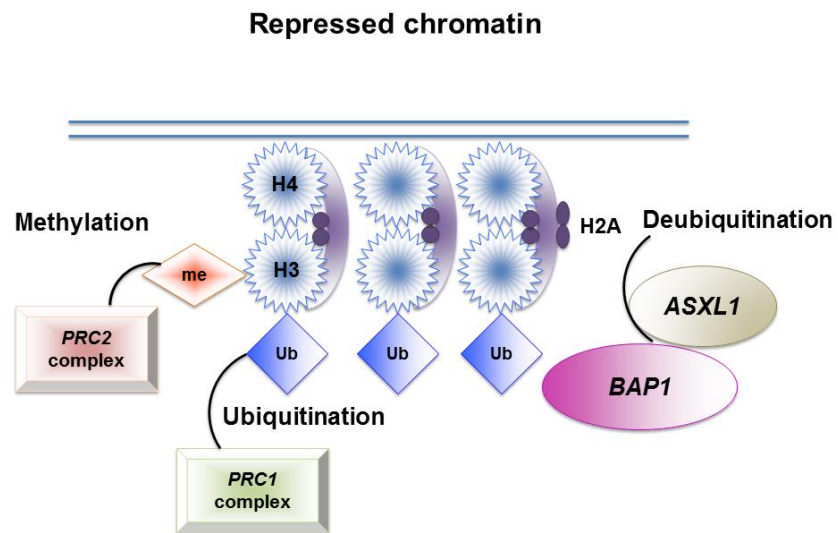 Repressed chromatin
H4
H2A
Deubiquitination
Methylation
me
H3
ASXL1
PRC2
complex
Ub
Ub
Ub
BAP1
Ubiquitination
PRC1
complex